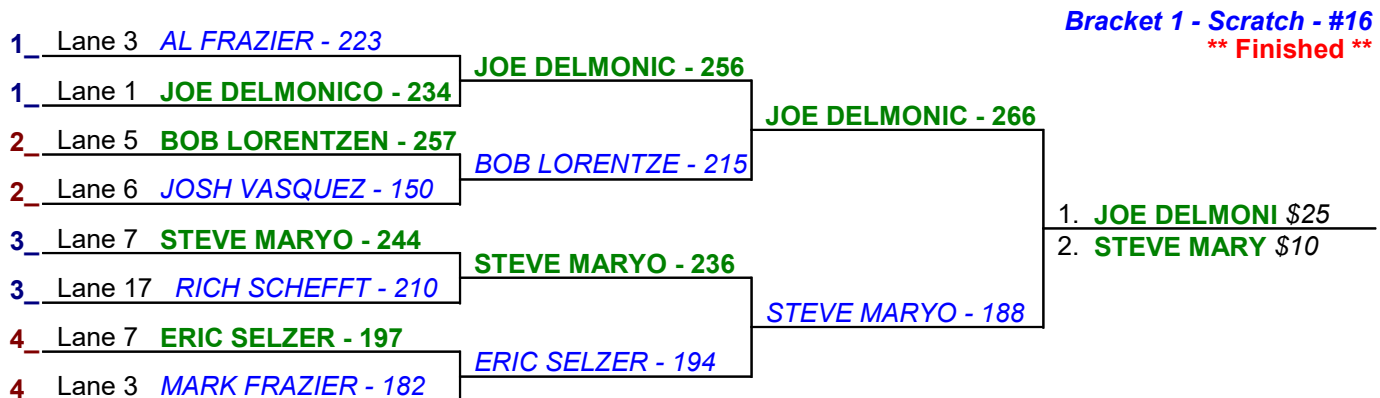 Bracket 1 - Scratch - #16
** Finished **
1_ Lane 3 AL FRAZIER - 223
1_ Lane 1 JOE DELMONICO - 234
2_ Lane 5 BOB LORENTZEN - 257
2_ Lane 6 JOSH VASQUEZ - 150
3_ Lane 7 STEVE MARYO - 244
3_ Lane 17 RICH SCHEFFT - 210
4_ Lane 7 ERIC SELZER - 197
4 Lane 3 MARK FRAZIER - 182
JOE DELMONIC - 256
BOB LORENTZE - 215
STEVE MARYO - 236
ERIC SELZER - 194
JOE DELMONIC - 266
STEVE MARYO - 188
1. JOE DELMONI $25
2. STEVE MARY $10